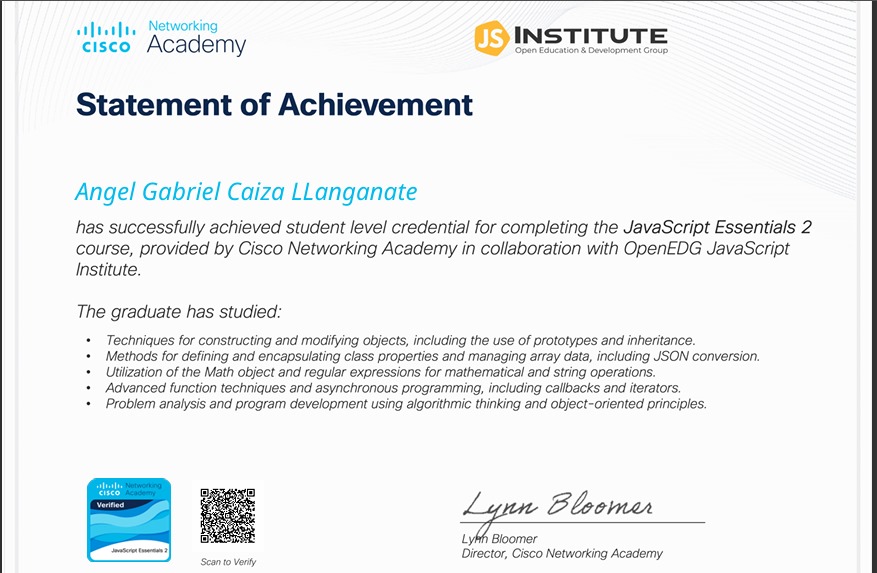 Networking
CISCO Academy
JS INSTITUTE
Open Education & Development Group
Statement of Achievement
Angel Gabriel Caiza LLanganate
has successfully achieved student level credential for completing the JavaScript Essentials 2
course, provided by Cisco Networking Academy in collaboration with OpenEDG JavaScript
Institute.
The graduate has studied:
• Techniques for constructing and modifying objects, including the use of prototypes and inheritance.
• Methods for defining and encapsulating class properties and managing array data, including JSON conversion.
• Utilization of the Math object and regular expressions for mathematical and string operations.
• Advanced function techniques and asynchronous programming, including callbacks and iterators.
• Problem analysis and program development using algorithmic thinking and object-oriented principles.
Networking
CISCO Academy
Verified
JavaScript Essentials 2
Scan to Verify
Lynn Bloomer
Lynn Bloomer
Director, Cisco Networking Academy